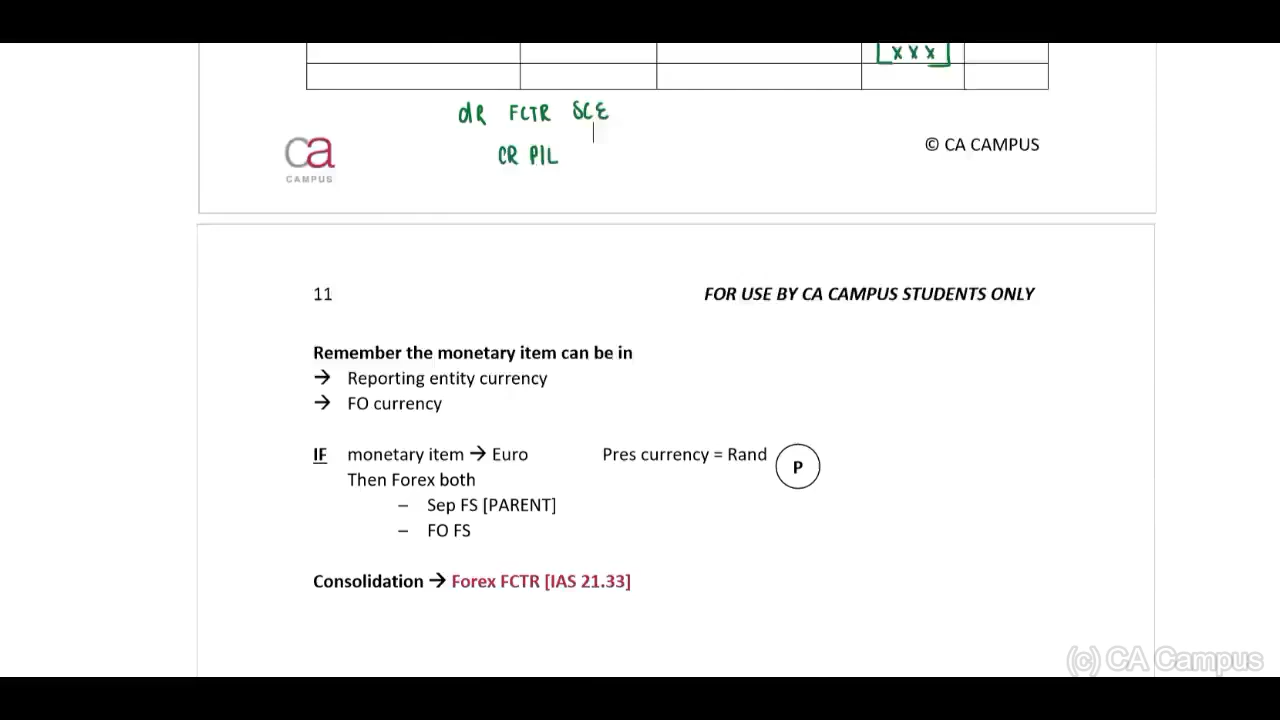 x x x
dR FCTR SCE
CR P/L
ca
CAMPUS
© CA CAMPUS
11
FOR USE BY CA CAMPUS STUDENTS ONLY
Remember the monetary item can be in
→ Reporting entity currency
→ FO currency
IF monetary item → Euro Pres currency = Rand P
Then Forex both
– Sep FS [PARENT]
– FO FS
Consolidation → Forex FCTR [IAS 21.33]
(c) CA Campus